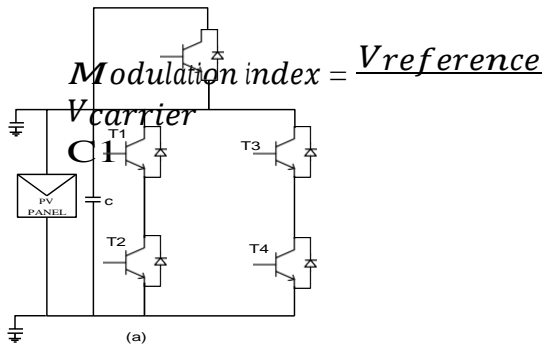 Modulation index = Vreference
Vcarrier
C1
T1
T3
PV
PANEL
c
T2
T4
(a)